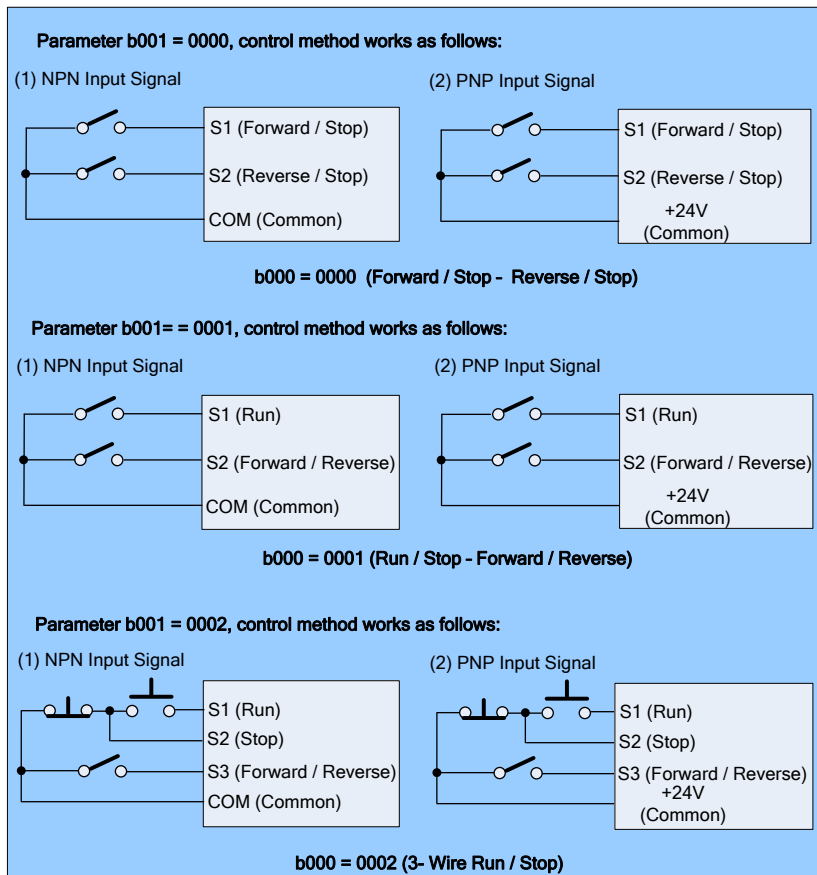 Parameter b001 = 0000, control method works as follows:
(1) NPN Input Signal
(2) PNP Input Signal
S1 (Forward / Stop)
S2 (Reverse / Stop)
COM (Common)
S1 (Forward / Stop)
S2 (Reverse / Stop)
+24V
(Common)
b000 = 0000 (Forward / Stop - Reverse / Stop)
Parameter b001= = 0001, control method works as follows:
(1) NPN Input Signal
(2) PNP Input Signal
S1 (Run)
S2 (Forward / Reverse)
COM (Common)
S1 (Run)
S2 (Forward / Reverse)
+24V
(Common)
b000 = 0001 (Run / Stop - Forward / Reverse)
Parameter b001 = 0002, control method works as follows:
(1) NPN Input Signal
(2) PNP Input Signal
S1 (Run)
S2 (Stop)
S3 (Forward / Reverse)
COM (Common)
S1 (Run)
S2 (Stop)
S3 (Forward / Reverse)
+24V
(Common)
b000 = 0002 (3- Wire Run / Stop)